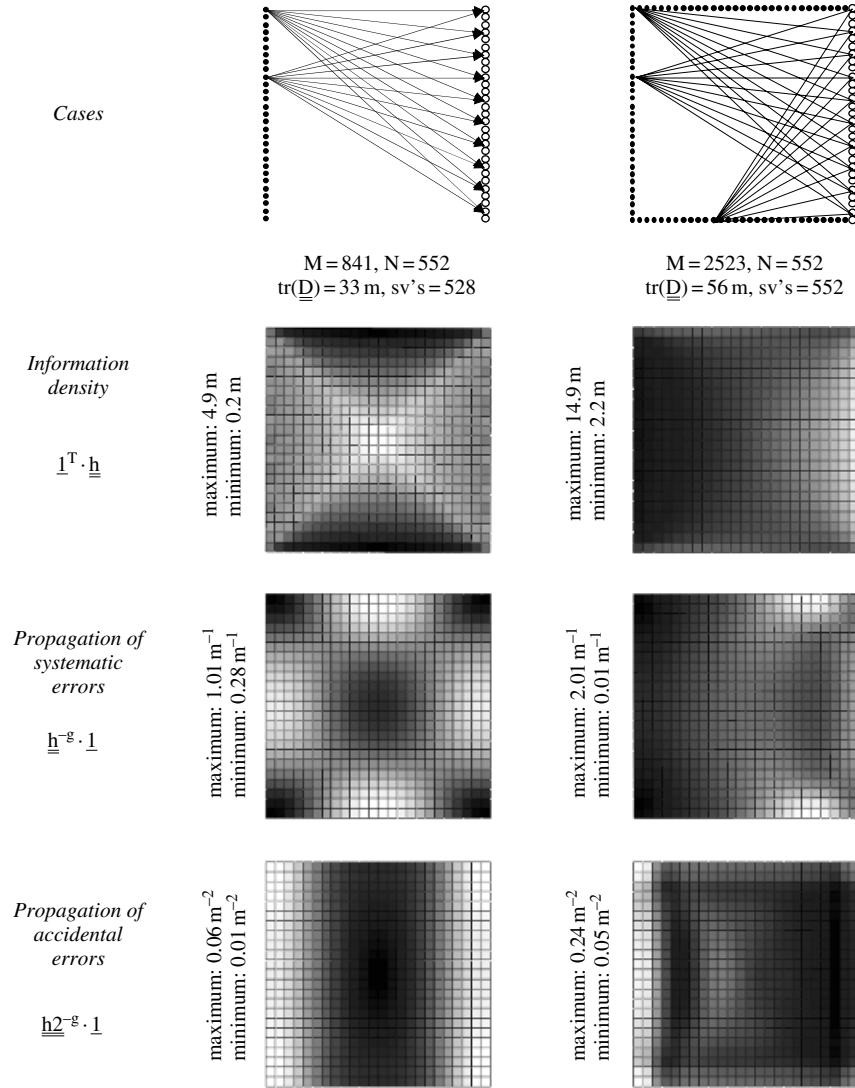 Cases
M = 841, N = 552
tr(D) = 33 m, sv's = 528
M = 2523, N = 552
tr(D) = 56 m, sv's = 552
Information
density
1ᵀ · h
maximum: 4.9 m
minimum: 0.2 m
maximum: 14.9 m
minimum: 2.2 m
Propagation of
systematic
errors
h⁻ᵍ · 1
maximum: 1.01 m⁻¹
minimum: 0.28 m⁻¹
maximum: 2.01 m⁻¹
minimum: 0.01 m⁻¹
Propagation of
accidental
errors
h2⁻ᵍ · 1
maximum: 0.06 m⁻²
minimum: 0.01 m⁻²
maximum: 0.24 m⁻²
minimum: 0.05 m⁻²